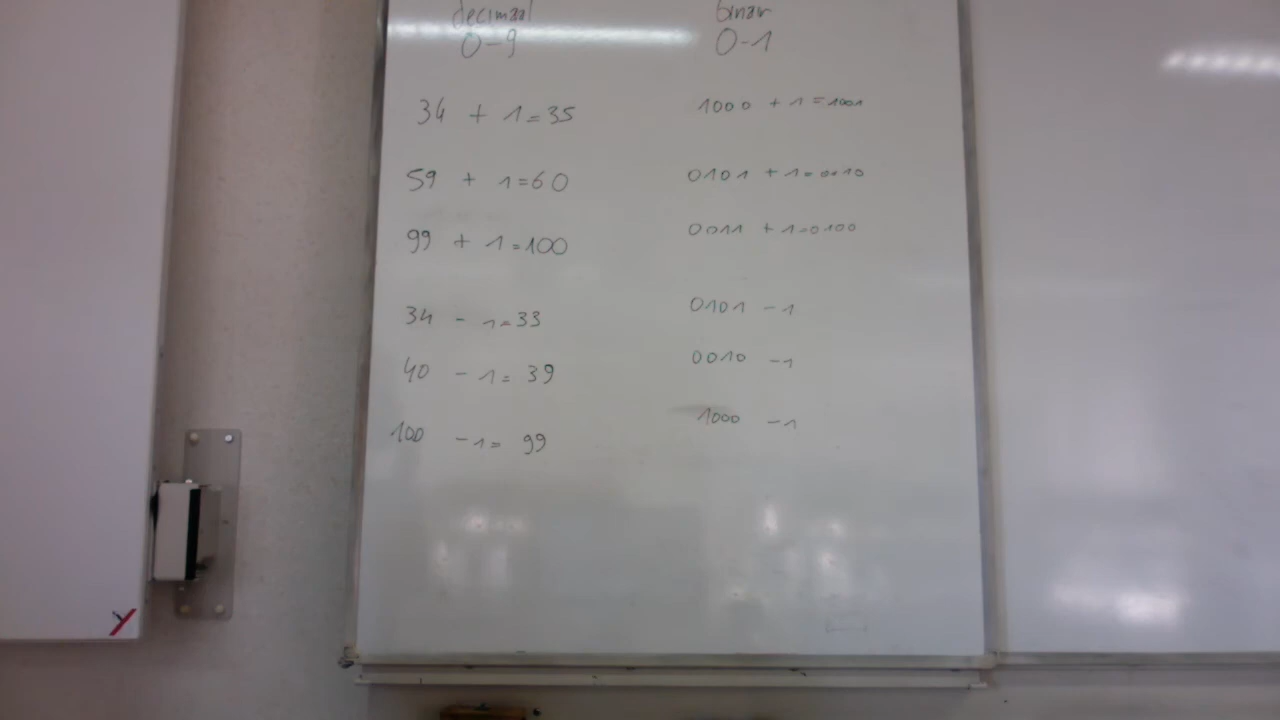 decimaal
0-9
34 + 1=35
59 + 1=60
99 + 1=100
34 - 1=33
40 - 1= 39
100 - 1= 99
binair
0-1
1000 + 1=1001
0101 + 1=0110
0011 + 1=0100
0101 - 1
0010 - 1
1000 - 1